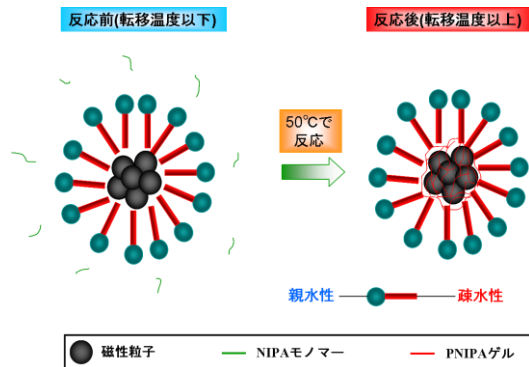 反応前(転移温度以下)
反応後(転移温度以上)
50℃で
反応
親水性
疎水性
磁性粒子
NIPAモノマー
PNIPAゲル